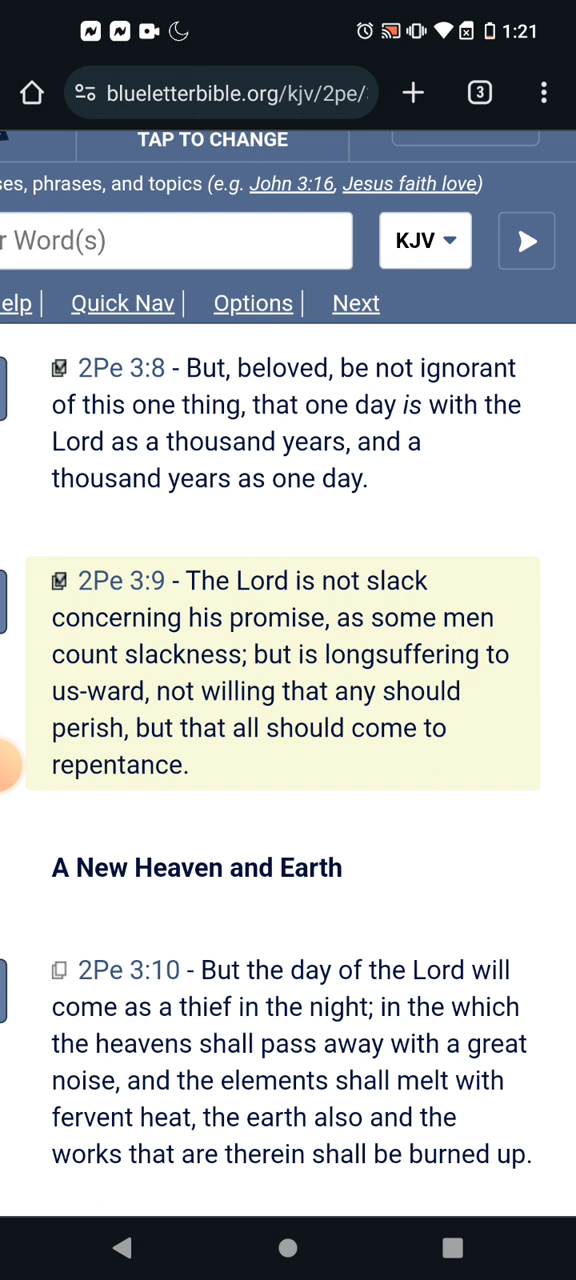 1:21
blueletterbible.org/kjv/2pe/
3
TAP TO CHANGE
ses, phrases, and topics (e.g. John 3:16, Jesus faith love)
r Word(s)
KJV
elp| Quick Nav| Options| Next
2Pe 3:8 - But, beloved, be not ignorant
of this one thing, that one day is with the
Lord as a thousand years, and a
thousand years as one day.
2Pe 3:9 - The Lord is not slack
concerning his promise, as some men
count slackness; but is longsuffering to
us-ward, not willing that any should
perish, but that all should come to
repentance.
A New Heaven and Earth
2Pe 3:10 - But the day of the Lord will
come as a thief in the night; in the which
the heavens shall pass away with a great
noise, and the elements shall melt with
fervent heat, the earth also and the
works that are therein shall be burned up.